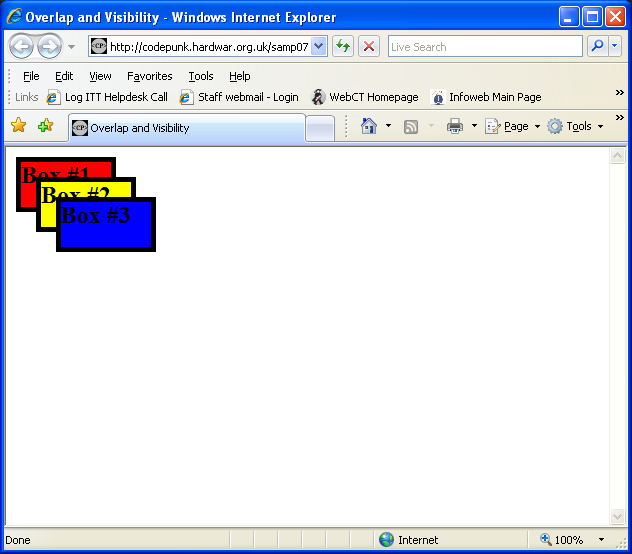 Overlap and Visibility - Windows Internet Explorer
<CP> http://codepunk.hardwar.org.uk/samp07 Live Search
File Edit View Favorites Tools Help
Links Log ITT Helpdesk Call Staff webmail - Login WebCT Homepage Infoweb Main Page »
<CP> Overlap and Visibility Page Tools »
Box #1
Box #2
Box #3
Done Internet 100%